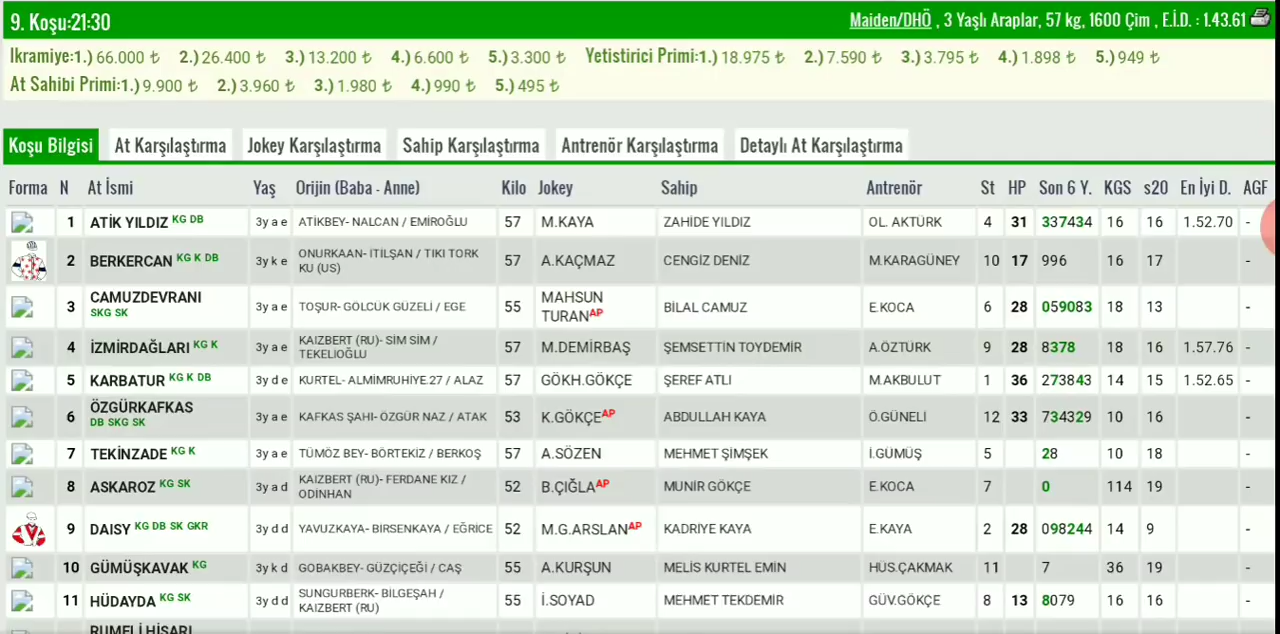 9. Koşu:21:30 Maiden/DHÖ , 3 Yaşlı Araplar, 57 kg, 1600 Çim , E.İ.D. : 1.43.61
Ikramiye:1.) 66.000 ₺ 2.) 26.400 ₺ 3.) 13.200 ₺ 4.) 6.600 ₺ 5.) 3.300 ₺ Yetistirici Primi:1.) 18.975 ₺ 2.) 7.590 ₺ 3.) 3.795 ₺ 4.) 1.898 ₺ 5.) 949 ₺
At Sahibi Primi:1.) 9.900 ₺ 2.) 3.960 ₺ 3.) 1.980 ₺ 4.) 990 ₺ 5.) 495 ₺
Koşu Bilgisi At Karşılaştırma Jokey Karşılaştırma Sahip Karşılaştırma Antrenör Karşılaştırma Detaylı At Karşılaştırma
Forma N At İsmi Yaş Orijin (Baba - Anne) Kilo Jokey Sahip Antrenör St HP Son 6 Y. KGS s20 En İyi D. AGF
1 ATİK YILDIZ KG DB 3y a e ATİKBEY- NALCAN / EMİROĞLU 57 M.KAYA ZAHİDE YILDIZ OL. AKTÜRK 4 31 337434 16 16 1.52.70 -
2 BERKERCAN KG K DB 3y k e ONURKAAN- İTİLŞAN / TIKI TORK
KU (US) 57 A.KAÇMAZ CENGİZ DENİZ M.KARAGÜNEY 10 17 996 16 17 -
3 CAMUZDEVRANI
SKG SK 3y a e TOŞUR- GÖLCÜK GÜZELİ / EGE 55 MAHSUN
TURAN AP BİLAL CAMUZ E.KOCA 6 28 059083 18 13 -
4 İZMİRDAĞLARI KG K 3y a e KAIZBERT (RU)- SİM SİM /
TEKELİOĞLU 57 M.DEMİRBAŞ ŞEMSETTİN TOYDEMİR A.ÖZTÜRK 9 28 8378 18 16 1.57.76 -
5 KARBATUR KG K DB 3y d e KURTEL- ALMİMRUHİYE.27 / ALAZ 57 GÖKH.GÖKÇE ŞEREF ATLI M.AKBULUT 1 36 273843 14 15 1.52.65 -
6 ÖZGÜRKAFKAS
DB SKG SK 3y a e KAFKAS ŞAHI- ÖZGÜR NAZ / ATAK 53 K.GÖKÇE AP ABDULLAH KAYA Ö.GÜNELİ 12 33 734329 10 16 -
7 TEKİNZADE KG K 3y a e TÜMÖZ BEY- BÖRTEKİZ / BERKOŞ 57 A.SÖZEN MEHMET ŞİMŞEK İ.GÜMÜŞ 5 28 10 18 -
8 ASKAROZ KG SK 3y a d KAIZBERT (RU)- FERDANE KIZ /
ODİNHAN 52 B.ÇIĞLA AP MUNİR GÖKÇE E.KOCA 7 0 114 19 -
9 DAISY KG DB SK GKR 3y d d YAVUZKAYA- BIRSENKAYA / EĞRICE 52 M.G.ARSLAN AP KADRİYE KAYA E.KAYA 2 28 098244 14 9 -
10 GÜMÜŞKAVAK KG 3y k d GOBAKBEY- GÜZÇİÇEĞİ / CAŞ 55 A.KURŞUN MELİS KURTEL EMİN HÜS.ÇAKMAK 11 7 36 19 -
11 HÜDAYDA KG SK 3y d d SUNGURBERK- BİLGEŞAH /
KAIZBERT (RU) 55 İ.SOYAD MEHMET TEKDEMİR GÜV.GÖKÇE 8 13 8079 16 16 -
RUMELİ HİSARI